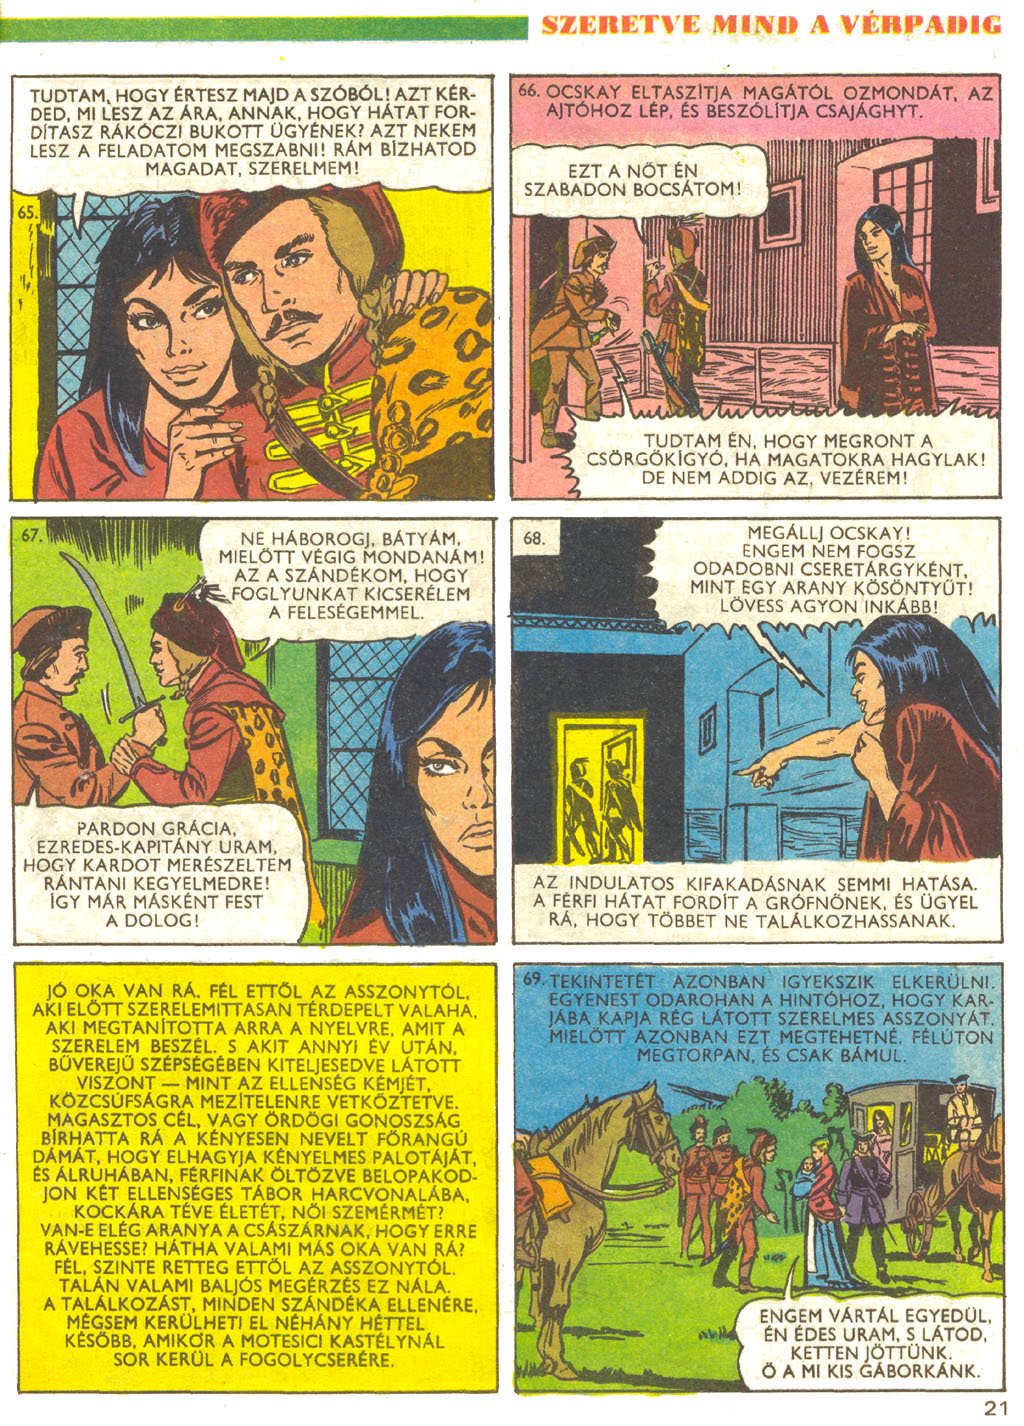 SZERETVE MIND A VÉRPADIG
TUDTAM, HOGY ÉRTESZ MAJD A SZÓBÓL! AZT KÉR-
DED, MI LESZ AZ ÁRA, ANNAK, HOGY HÁTAT FOR-
DÍTASZ RÁKÓCZI BUKOTT ÜGYÉNEK? AZT NEKEM
LESZ A FELADATOM MEGSZABNI! RÁM BÍZHATOD
MAGADAT, SZERELMEM!
65.
66. OCSKAY ELTASZÍTJA MAGÁTÓL OZMONDÁT, AZ
AJTÓHOZ LÉP, ÉS BESZÓLÍTJA CSAJÁGHYT.
EZT A NŐT ÉN
SZABADON BOCSÁTOM!
TUDTAM ÉN, HOGY MEGRONT A
CSÖRGŐKÍGYÓ, HA MAGATOKRA HAGYLAK!
DE NEM ADDIG AZ, VEZÉREM!
67.
NE HÁBOROGJ, BÁTYÁM,
MIELŐTT VÉGIG MONDANÁM!
AZ A SZÁNDÉKOM, HOGY
FOGLYUNKAT KICSERÉLEM
A FELESÉGEMMEL.
PARDON GRÁCIA,
EZREDES-KAPITÁNY URAM,
HOGY KARDOT MERÉSZELTEM
RÁNTANI KEGYELMEDRE!
ÍGY MÁR MÁSKÉNT FEST
A DOLOG!
68.
MEGÁLLJ OCSKAY!
ENGEM NEM FOGSZ
ODADOBNI CSERETÁRGYKÉNT,
MINT EGY ARANY KÖSÖNTYŰT!
LÖVESS AGYON INKÁBB!
AZ INDULATOS KIFAKADÁSNAK SEMMI HATÁSA.
A FÉRFI HÁTAT FORDÍT A GRÓFNŐNEK, ÉS ÜGYEL
RÁ, HOGY TÖBBET NE TALÁLKOZHASSANAK.
JÓ OKA VAN RÁ. FÉL ETTŐL AZ ASSZONYTÓL,
AKI ELŐTT SZERELEMITTASAN TÉRDEPELT VALAHA,
AKI MEGTANÍTOTTA ARRA A NYELVRE, AMIT A
SZERELEM BESZÉL. S AKIT ANNYI ÉV UTÁN,
BŰVEREJŰ SZÉPSÉGÉBEN KITELJESEDVE LÁTOTT
VISZONT — MINT AZ ELLENSÉG KÉMJÉT,
KÖZCSÚFSÁGRA MEZÍTELENRE VETKŐZTETVE.
MAGASZTOS CÉL, VAGY ÖRDÖGI GONOSZSÁG
BÍRHATTA RÁ A KÉNYESEN NEVELT FŐRANGÚ
DÁMÁT, HOGY ELHAGYJA KÉNYELMES PALOTÁJÁT,
ÉS ÁLRUHÁBAN, FÉRFINAK ÖLTÖZVE BELOPAKOD-
JON KÉT ELLENSÉGES TÁBOR HARCVONALÁBA,
KOCKÁRA TÉVE ÉLETÉT, NŐI SZEMÉRMÉT?
VAN-E ELÉG ARANYA A CSÁSZÁRNAK, HOGY ERRE
RÁVEHESSE? HÁTHA VALAMI MÁS OKA VAN RÁ?
FÉL, SZINTE RETTEG ETTŐL AZ ASSZONYTÓL.
TALÁN VALAMI BALJÓS MEGÉRZÉS EZ NÁLA.
A TALÁLKOZÁST, MINDEN SZÁNDÉKA ELLENÉRE,
MÉGSEM KERÜLHETI EL NÉHÁNY HÉTTEL
KÉSŐBB, AMIKOR A MOTESICI KASTÉLYNÁL
SOR KERÜL A FOGOLYCSERÉRE.
69. TEKINTETÉT AZONBAN IGYEKSZIK ELKERÜLNI.
EGYENEST ODAROHAN A HINTÓHOZ, HOGY KAR-
JÁBA KAPJA RÉG LÁTOTT SZERELMES ASSZONYÁT.
MIELŐTT AZONBAN EZT MEGTEHETNÉ, FÉLÚTON
MEGTORPAN, ÉS CSAK BÁMUL.
ENGEM VÁRTÁL EGYEDÜL,
ÉN ÉDES URAM, S LÁTOD,
KETTEN JÖTTÜNK.
Ő A MI KIS GÁBORKÁNK.
21